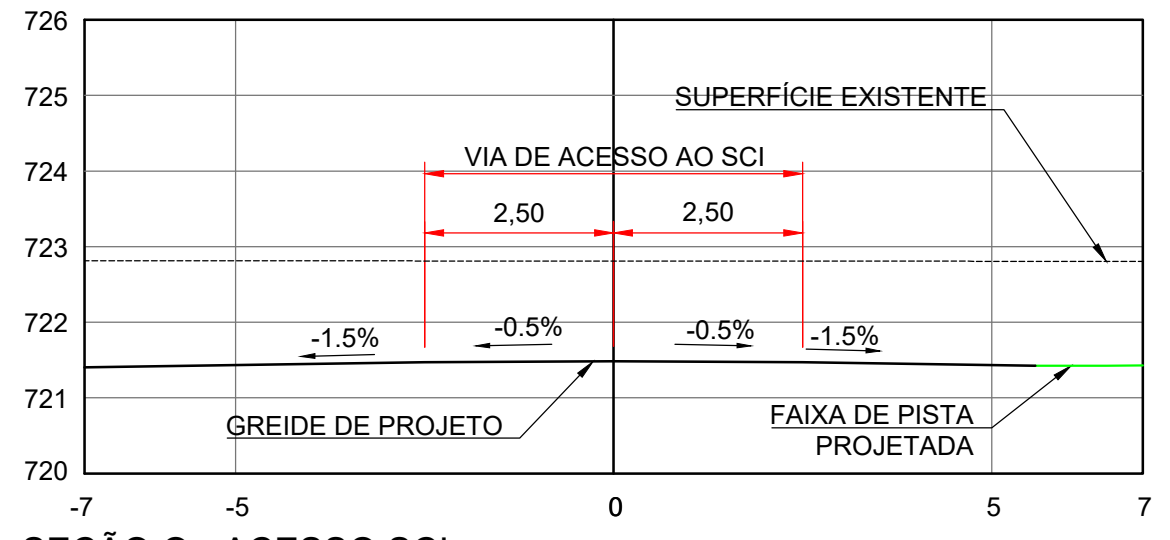 726
725
SUPERFÍCIE EXISTENTE
VIA DE ACESSO AO SCI
724
2,50 2,50
723
722
-1.5% -0.5% -0.5% -1.5%
721
GREIDE DE PROJETO
FAIXA DE PISTA
PROJETADA
720
-7 -5 0 5 7